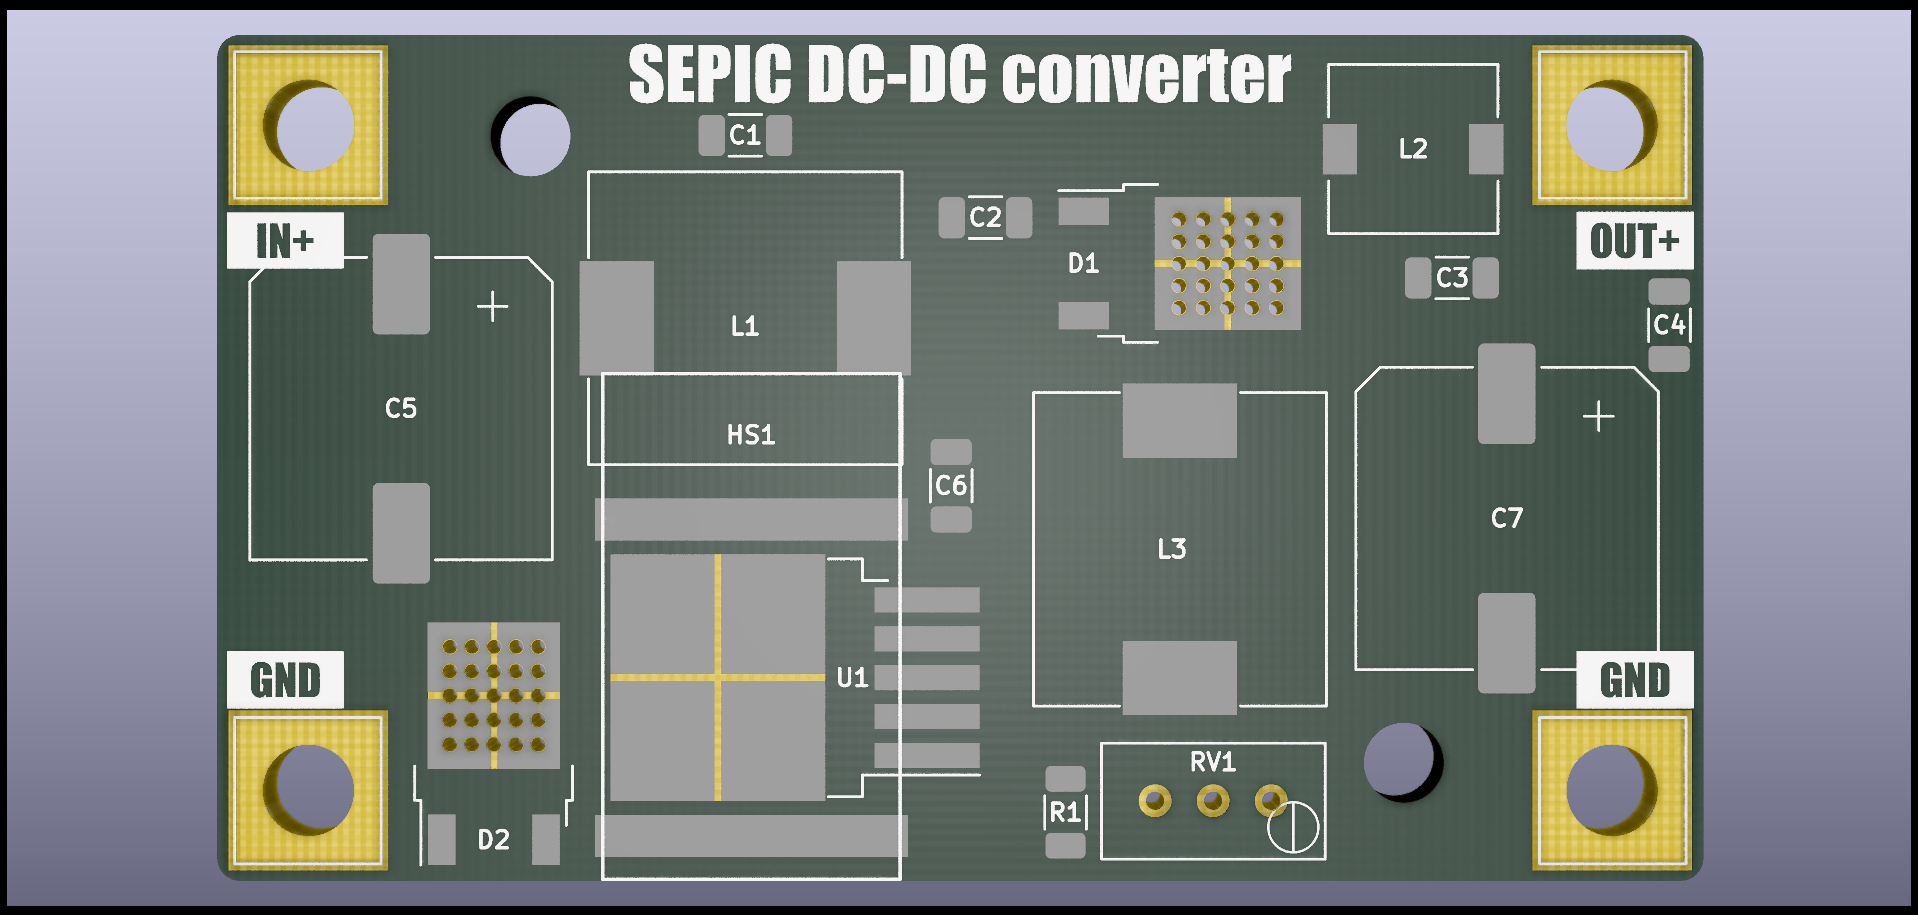 SEPIC DC-DC converter
C1
L2
C2
IN+
OUT+
D1
C3
L1
C4
C5
HS1
C6
C7
L3
U1
GND
GND
RV1
R1
D2